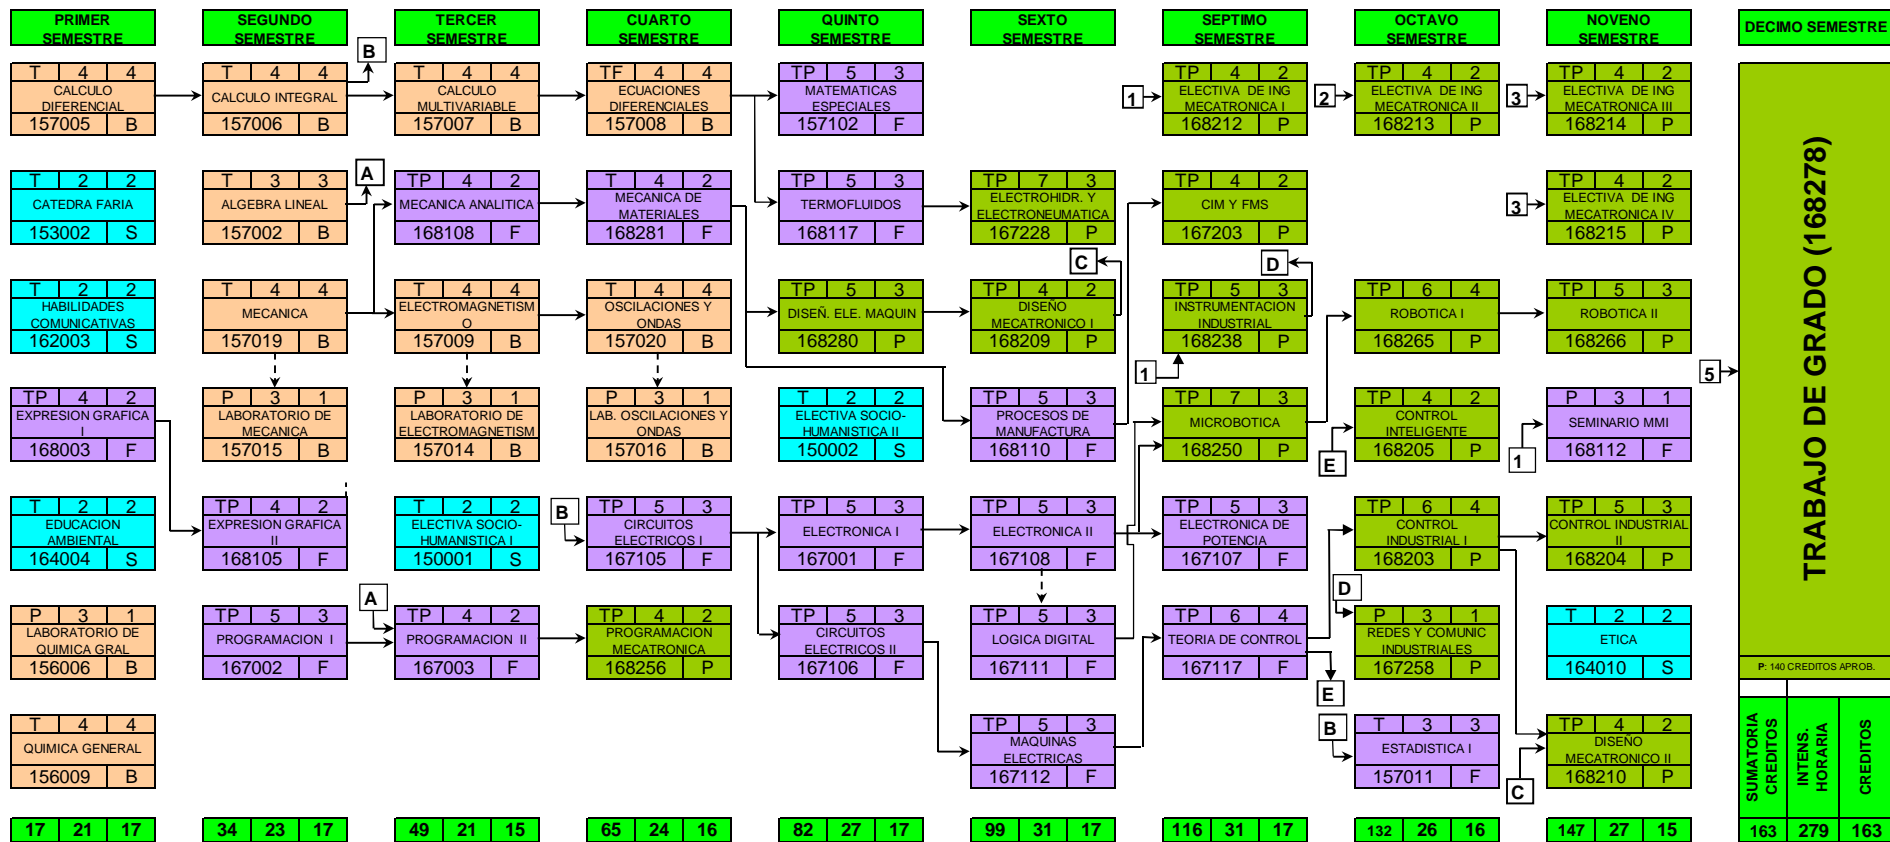 PRIMER
SEMESTRE
T 4 4
CALCULO
DIFERENCIAL
157005 B
T 2 2
CATEDRA FARIA
153002 S
T 2 2
HABILIDADES
COMUNICATIVAS
162003 S
TP 4 2
EXPRESION GRAFICA
I
168003 F
T 2 2
EDUCACION
AMBIENTAL
164004 S
P 3 1
LABORATORIO DE
QUIMICA GRAL
156006 B
T 4 4
QUIMICA GENERAL
156009 B
17 21 17
SEGUNDO
SEMESTRE
B
T 4 4
CALCULO INTEGRAL
157006 B
A
T 3 3
ALGEBRA LINEAL
157002 B
T 4 4
MECANICA
157019 B
P 3 1
LABORATORIO DE
MECANICA
157015 B
TP 4 2
EXPRESION GRAFICA
II
168105 F
A
TP 5 3
PROGRAMACION I
167002 F
34 23 17
TERCER
SEMESTRE
T 4 4
CALCULO
MULTIVARIABLE
157007 B
TP 4 2
MECANICA ANALITICA
168108 F
T 4 4
ELECTROMAGNETISM
O
157009 B
P 3 1
LABORATORIO DE
ELECTROMAGNETISM
157014 B
T 2 2
ELECTIVA SOCIO-
HUMANISTICA I
150001 S
TP 4 2
PROGRAMACION II
167003 F
49 21 15
CUARTO
SEMESTRE
TF 4 4
ECUACIONES
DIFERENCIALES
157008 B
T 4 2
MECANICA DE
MATERIALES
168281 F
T 4 4
OSCILACIONES Y
ONDAS
157020 B
P 3 1
LAB. OSCILACIONES Y
ONDAS
157016 B
B
TP 5 3
CIRCUITOS
ELECTRICOS I
167105 F
TP 4 2
PROGRAMACION
MECATRONICA
168256 P
65 24 16
QUINTO
SEMESTRE
TP 5 3
MATEMATICAS
ESPECIALES
157102 F
TP 5 3
TERMOFLUIDOS
168117 F
TP 5 3
DISEÑ. ELE. MAQUIN
168280 P
T 2 2
ELECTIVA SOCIO-
HUMANISTICA II
150002 S
TP 5 3
ELECTRONICA I
167001 F
TP 5 3
CIRCUITOS
ELECTRICOS II
167106 F
82 27 17
SEXTO
SEMESTRE
TP 7 3
ELECTROHIDR. Y
ELECTRONEUMATICA
167228 P
C
TP 4 2
DISEÑO
MECATRONICO I
168209 P
TP 5 3
PROCESOS DE
MANUFACTURA
168110 F
TP 5 3
ELECTRONICA II
167108 F
TP 5 3
LOGICA DIGITAL
167111 F
TP 5 3
MAQUINAS
ELECTRICAS
167112 F
99 31 17
SEPTIMO
SEMESTRE
1
TP 4 2
ELECTIVA DE ING
MECATRONICA I
168212 P
TP 4 2
CIM Y FMS
167203 P
D
TP 5 3
INSTRUMENTACION
INDUSTRIAL
168238 P
1
TP 7 3
MICROBOTICA
168250 P
TP 5 3
ELECTRONICA DE
POTENCIA
167107 F
TP 6 4
TEORIA DE CONTROL
167117 F
E
116 31 17
OCTAVO
SEMESTRE
2
TP 4 2
ELECTIVA DE ING
MECATRONICA II
168213 P
TP 6 4
ROBOTICA I
168265 P
TP 4 2
CONTROL
INTELIGENTE
168205 P
E
TP 6 4
CONTROL
INDUSTRIAL I
168203 P
D
P 3 1
REDES Y COMUNIC
INDUSTRIALES
167258 P
B
T 3 3
ESTADISTICA I
157011 F
132 26 16
NOVENO
SEMESTRE
3
TP 4 2
ELECTIVA DE ING
MECATRONICA III
168214 P
3
TP 4 2
ELECTIVA DE ING
MECATRONICA IV
168215 P
TP 5 3
ROBOTICA II
168266 P
P 3 1
SEMINARIO MMI
168112 F
1
TP 5 3
CONTROL INDUSTRIAL
II
168204 P
T 2 2
ETICA
164010 S
TP 4 2
DISEÑO
MECATRONICO II
168210 P
C
147 27 15
DECIMO SEMESTRE
5
TRABAJO DE GRADO (168278)
P: 140 CREDITOS APROB.
SUMATORIA
CREDITOS
INTENS.
HORARIA
CREDITOS
163 279 163